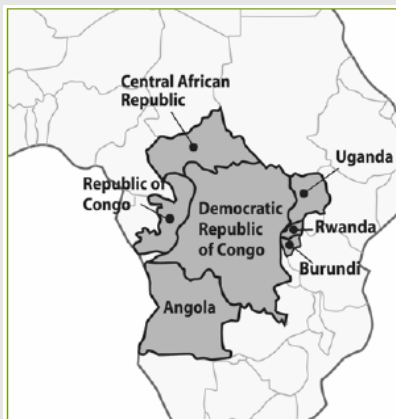 Central African
Republic
Uganda
Republic of
Congo
Democratic
Republic
of Congo
Rwanda
Burundi
Angola